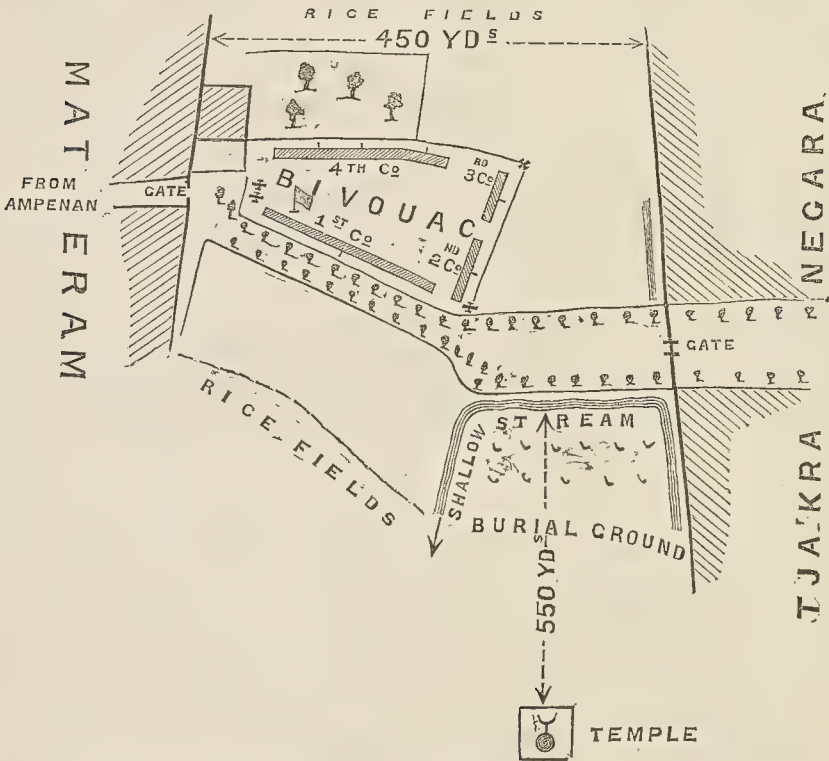 RICE FIELDS
450 YDS
MATERAM
FROM
AMPENAN
GATE
4TH Co
3RD Co
BIVOUAC
1ST Co
2ND Co
NEGARA
GATE
RICE FIELDS
SHALLOW STREAM
BURIAL GROUND
550 YDS
TJAKRA
TEMPLE